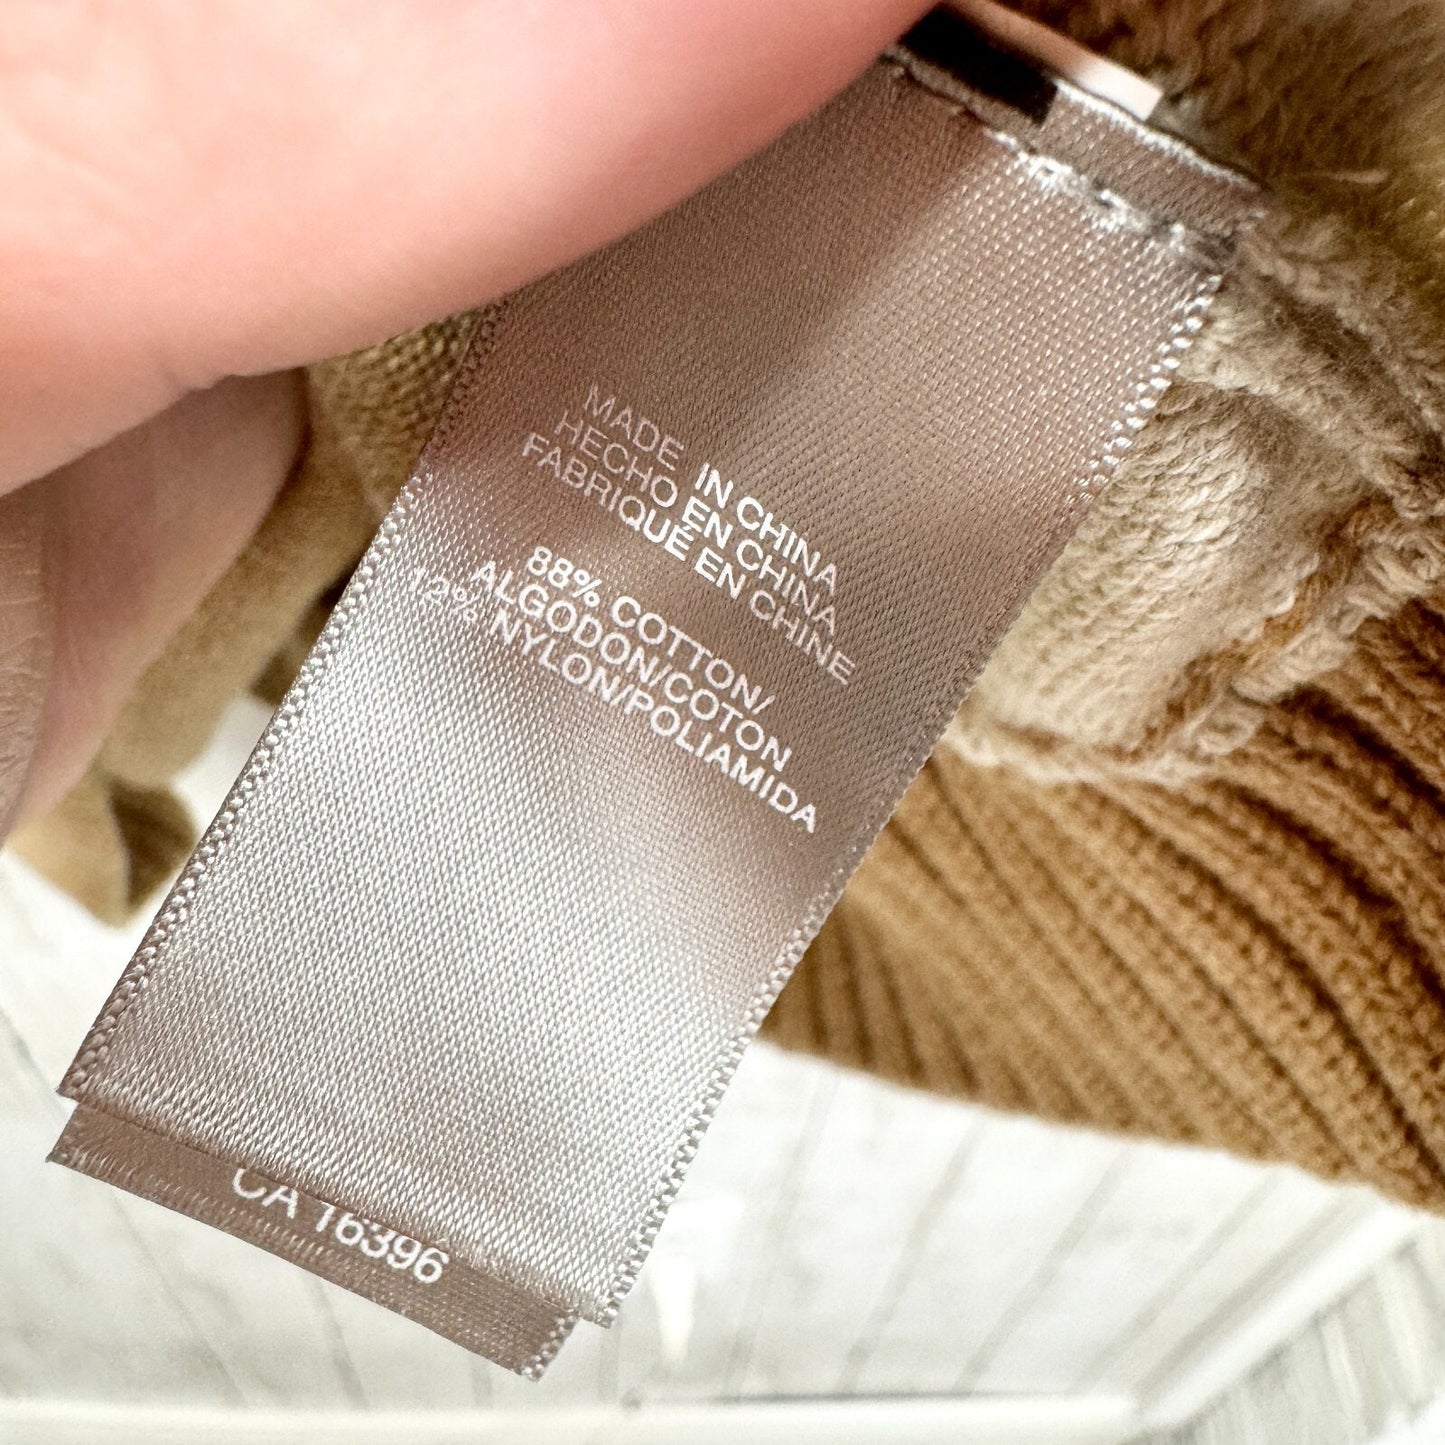 MADE IN CHINA
HECHO EN CHINA
FABRIQUÉ EN CHINE
88% COTTON/
ALGODON/COTON
12% NYLON/POLIAMIDA
CA 16396